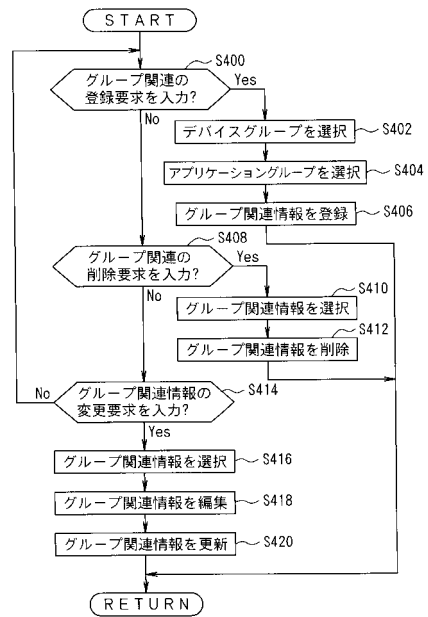 START
グループ関連の
登録要求を入力?
S400
Yes
No
デバイスグループを選択
S402
アプリケーショングループを選択
S404
グループ関連情報を登録
S406
グループ関連の
削除要求を入力?
S408
Yes
No
グループ関連情報を選択
S410
グループ関連情報を削除
S412
グループ関連情報の
変更要求を入力?
S414
No
Yes
グループ関連情報を選択
S416
グループ関連情報を編集
S418
グループ関連情報を更新
S420
RETURN